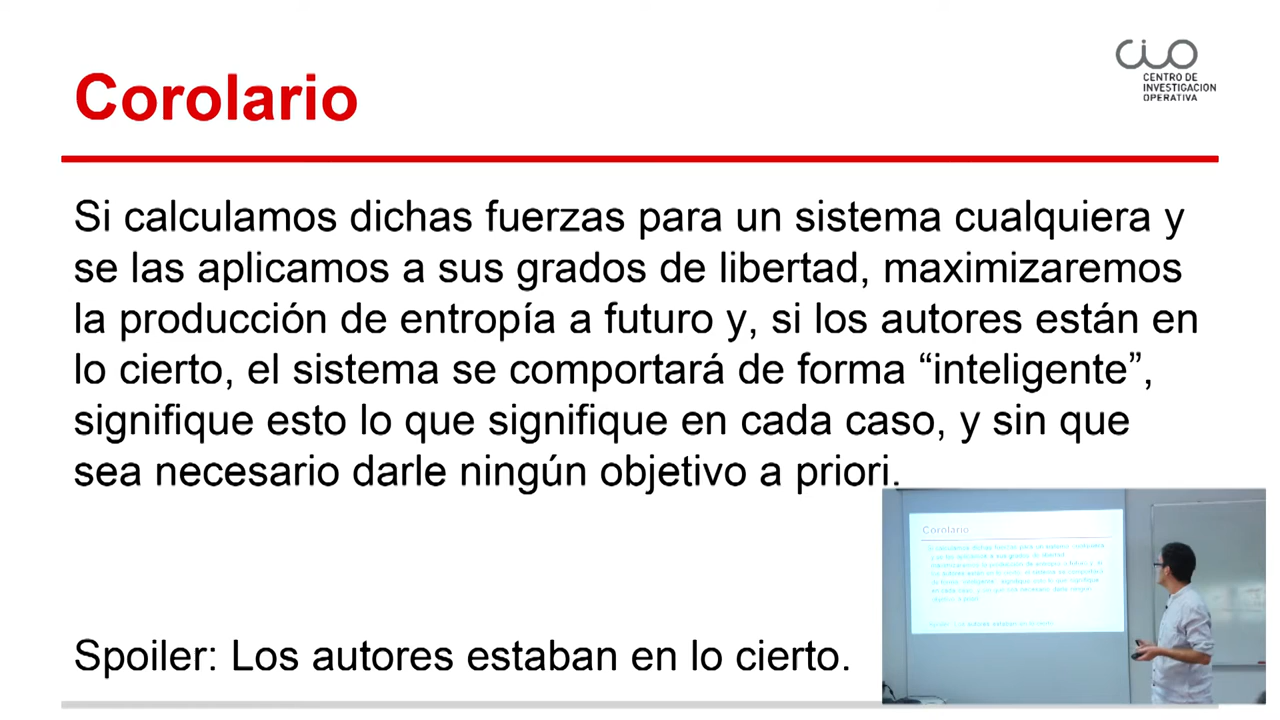 Corolario
CIO
CENTRO DE
INVESTIGACION
OPERATIVA
Si calculamos dichas fuerzas para un sistema cualquiera y
se las aplicamos a sus grados de libertad, maximizaremos
la producción de entropía a futuro y, si los autores están en
lo cierto, el sistema se comportará de forma “inteligente”,
signifique esto lo que signifique en cada caso, y sin que
sea necesario darle ningún objetivo a priori.
Spoiler: Los autores estaban en lo cierto.
Corolario